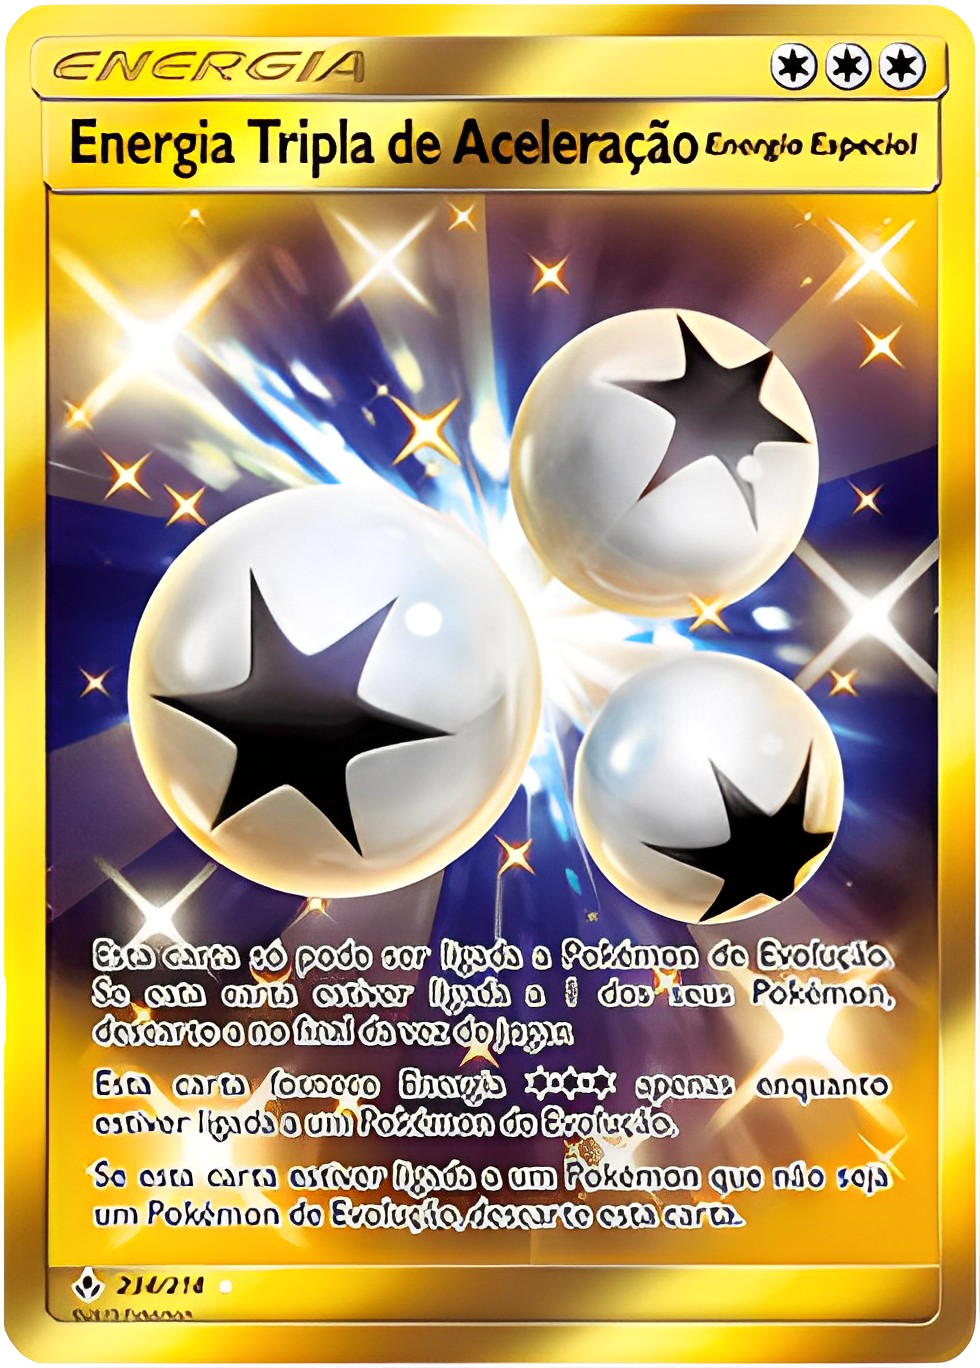 ENERGIA
Energia Tripla de Aceleração Energia Especial
Esta carta só pode ser ligada a Pokémon de Evolução.
Se esta carta estiver ligada a 1 dos seus Pokémon,
descarte-a no final da vez de jogar.
Esta carta fornece Energia apenas enquanto
estiver ligada a um Pokémon de Evolução.
Se esta carta estiver ligada a um Pokémon que não seja
um Pokémon de Evolução, descarte esta carta.
/214